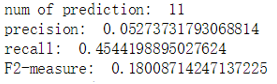 num of prediction:  11
precision:  0.05273731793068814
recall:  0.4544198895027624
F2-measure:  0.18008714247137225